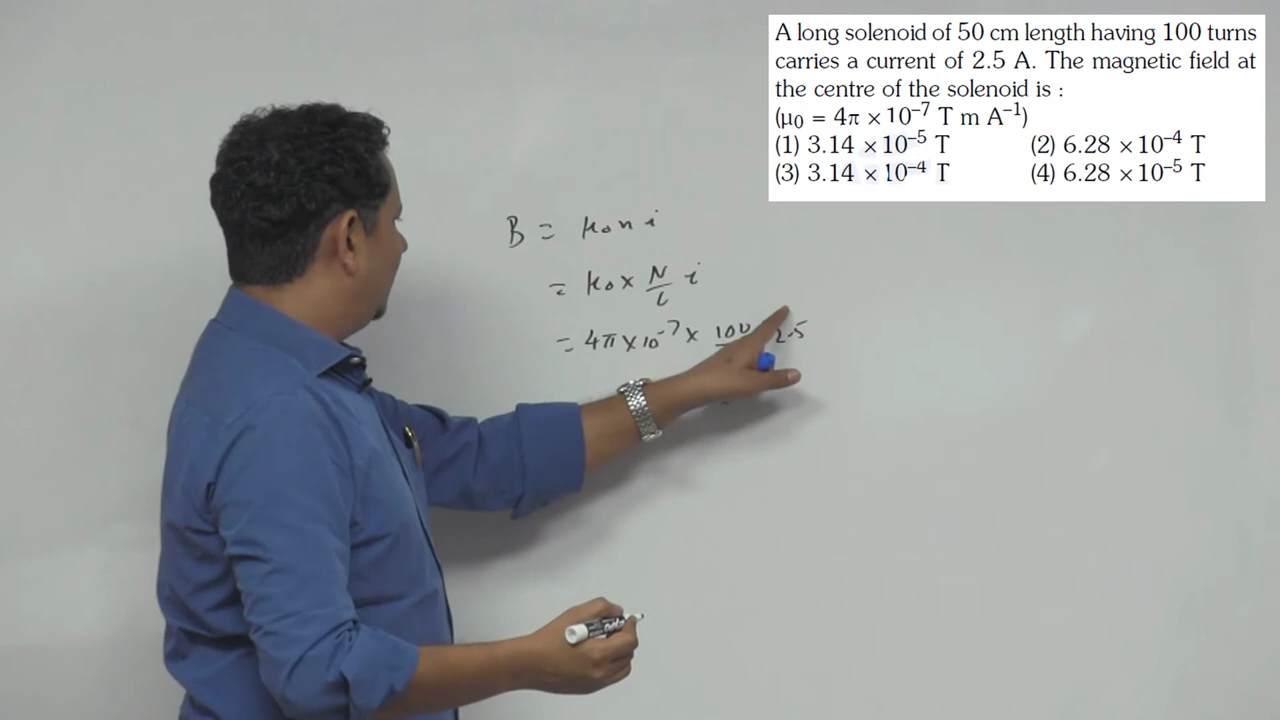 A long solenoid of 50 cm length having 100 turns
carries a current of 2.5 A. The magnetic field at
the centre of the solenoid is :
(μ₀ = 4π × 10⁻⁷ T m A⁻¹)
(1) 3.14 × 10⁻⁵ T (2) 6.28 × 10⁻⁴ T
(3) 3.14 × 10⁻⁴ T (4) 6.28 × 10⁻⁵ T
B = μ₀ n i
= μ₀ × N/L i
= 4π × 10⁻⁷ × 100 2.5